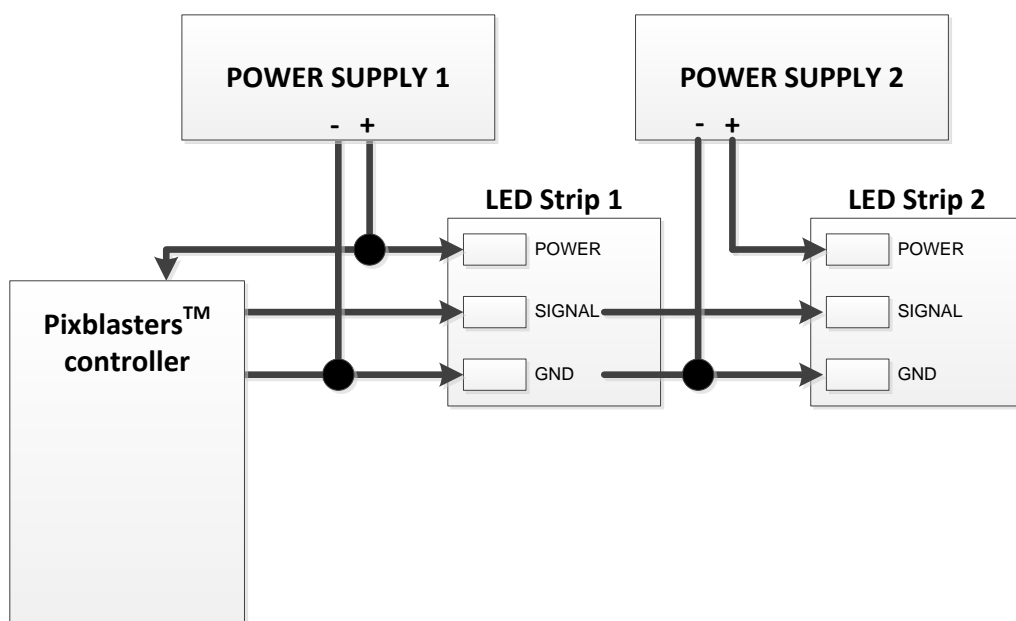 POWER SUPPLY 1
- +
POWER SUPPLY 2
- +
LED Strip 1
POWER
SIGNAL
GND
LED Strip 2
POWER
SIGNAL
GND
Pixblasters™
controller